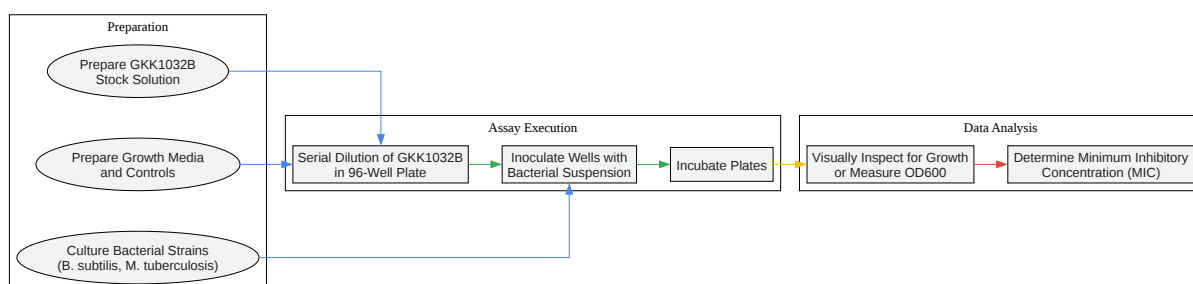 Preparation
Prepare GKK1032B
Stock Solution
Prepare Growth Media
and Controls
Culture Bacterial Strains
(B. subtilis, M. tuberculosis)
Assay Execution
Serial Dilution of GKK1032B
in 96-Well Plate
Inoculate Wells with
Bacterial Suspension
Incubate Plates
Data Analysis
Visually Inspect for Growth
or Measure OD600
Determine Minimum Inhibitory
Concentration (MIC)